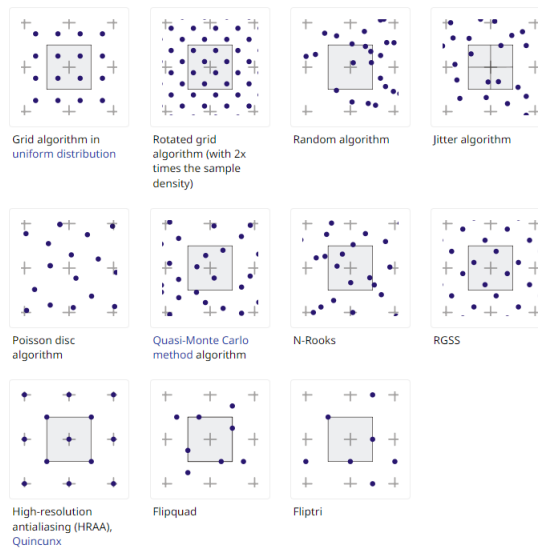 Grid algorithm in
uniform distribution
Rotated grid
algorithm (with 2x
times the sample
density)
Random algorithm
Jitter algorithm
Poisson disc
algorithm
Quasi-Monte Carlo
method algorithm
N-Rooks
RGSS
High-resolution
antialiasing (HRAA),
Quincunx
Flipquad
Fliptri